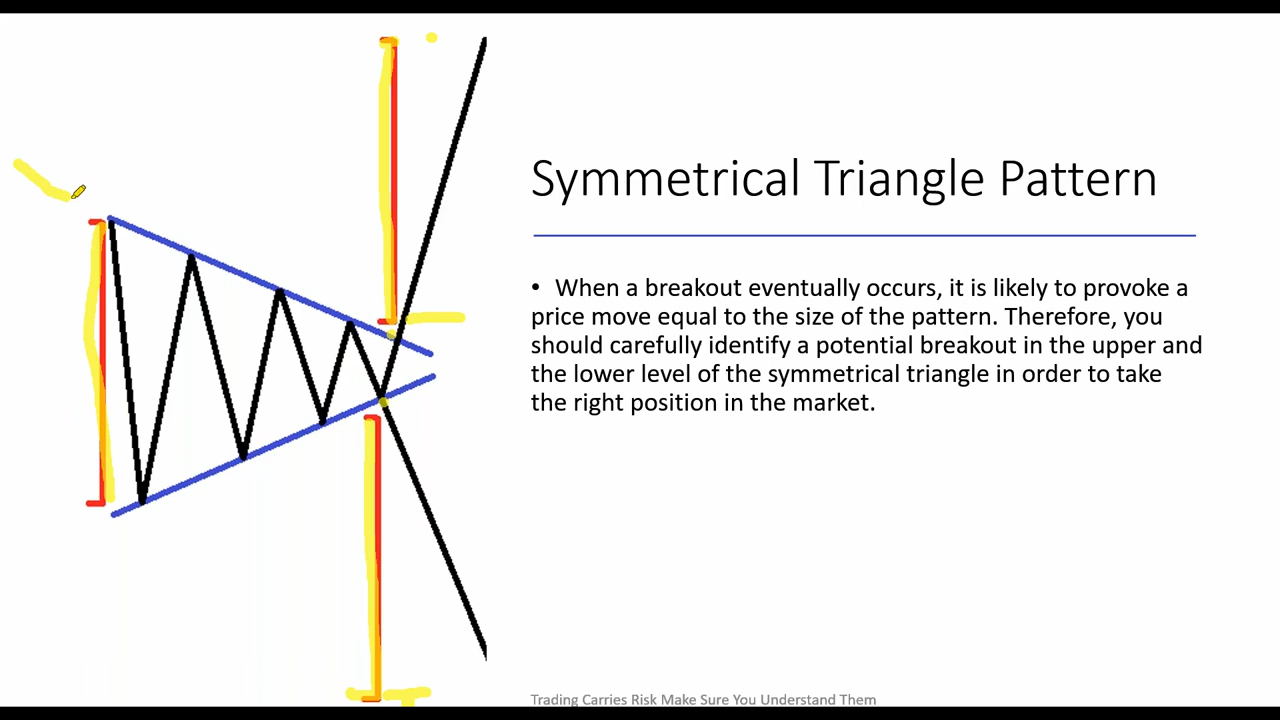 Symmetrical Triangle Pattern
• When a breakout eventually occurs, it is likely to provoke a
price move equal to the size of the pattern. Therefore, you
should carefully identify a potential breakout in the upper and
the lower level of the symmetrical triangle in order to take
the right position in the market.
Trading Carries Risk Make Sure You Understand Them